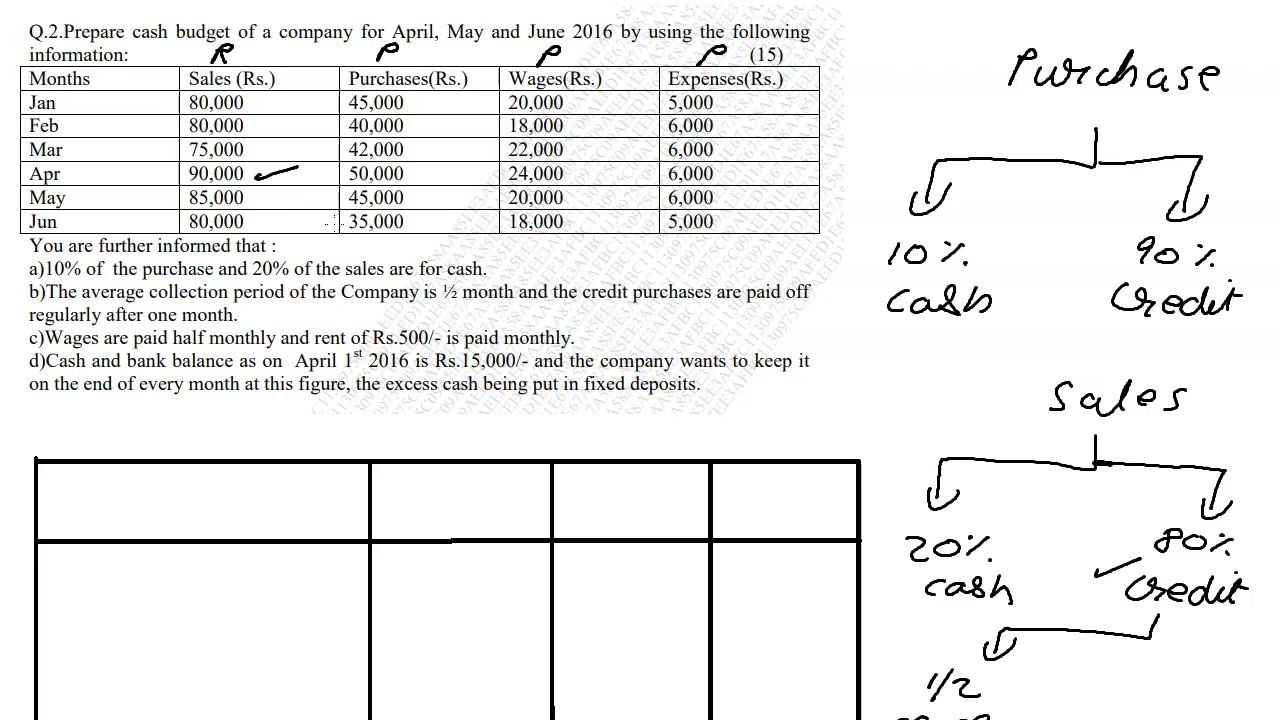 Q.2.Prepare cash budget of a company for April, May and June 2016 by using the following
information: (15)
R P P P
Months Sales (Rs.) Purchases(Rs.) Wages(Rs.) Expenses(Rs.)
Jan 80,000 45,000 20,000 5,000
Feb 80,000 40,000 18,000 6,000
Mar 75,000 42,000 22,000 6,000
Apr 90,000 50,000 24,000 6,000
May 85,000 45,000 20,000 6,000
Jun 80,000 35,000 18,000 5,000
You are further informed that :
a)10% of the purchase and 20% of the sales are for cash.
b)The average collection period of the Company is ½ month and the credit purchases are paid off
regularly after one month.
c)Wages are paid half monthly and rent of Rs.500/- is paid monthly.
d)Cash and bank balance as on April 1st 2016 is Rs.15,000/- and the company wants to keep it
on the end of every month at this figure, the excess cash being put in fixed deposits.
Purchase
10% 90%
cash credit
Sales
20% 80%
cash credit
1/2